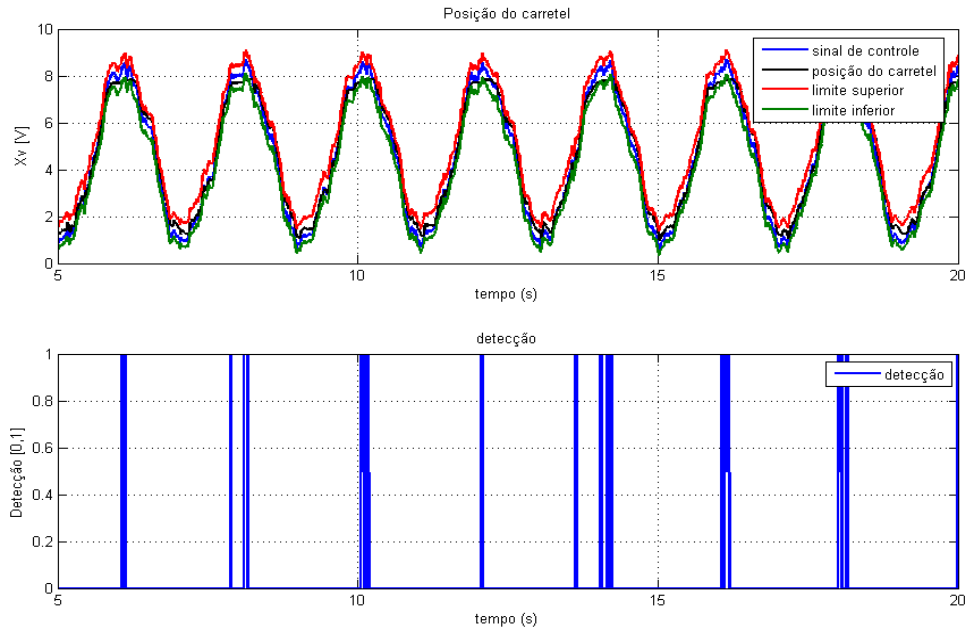 Posição do carretel
10
8
6
4
2
0
Xv [V]
sinal de controle
posição do carretel
limite superior
limite inferior
5
10
15
20
tempo (s)
detecção
1
0.8
0.6
0.4
0.2
0
Detecção [0,1]
detecção
5
10
15
20
tempo (s)